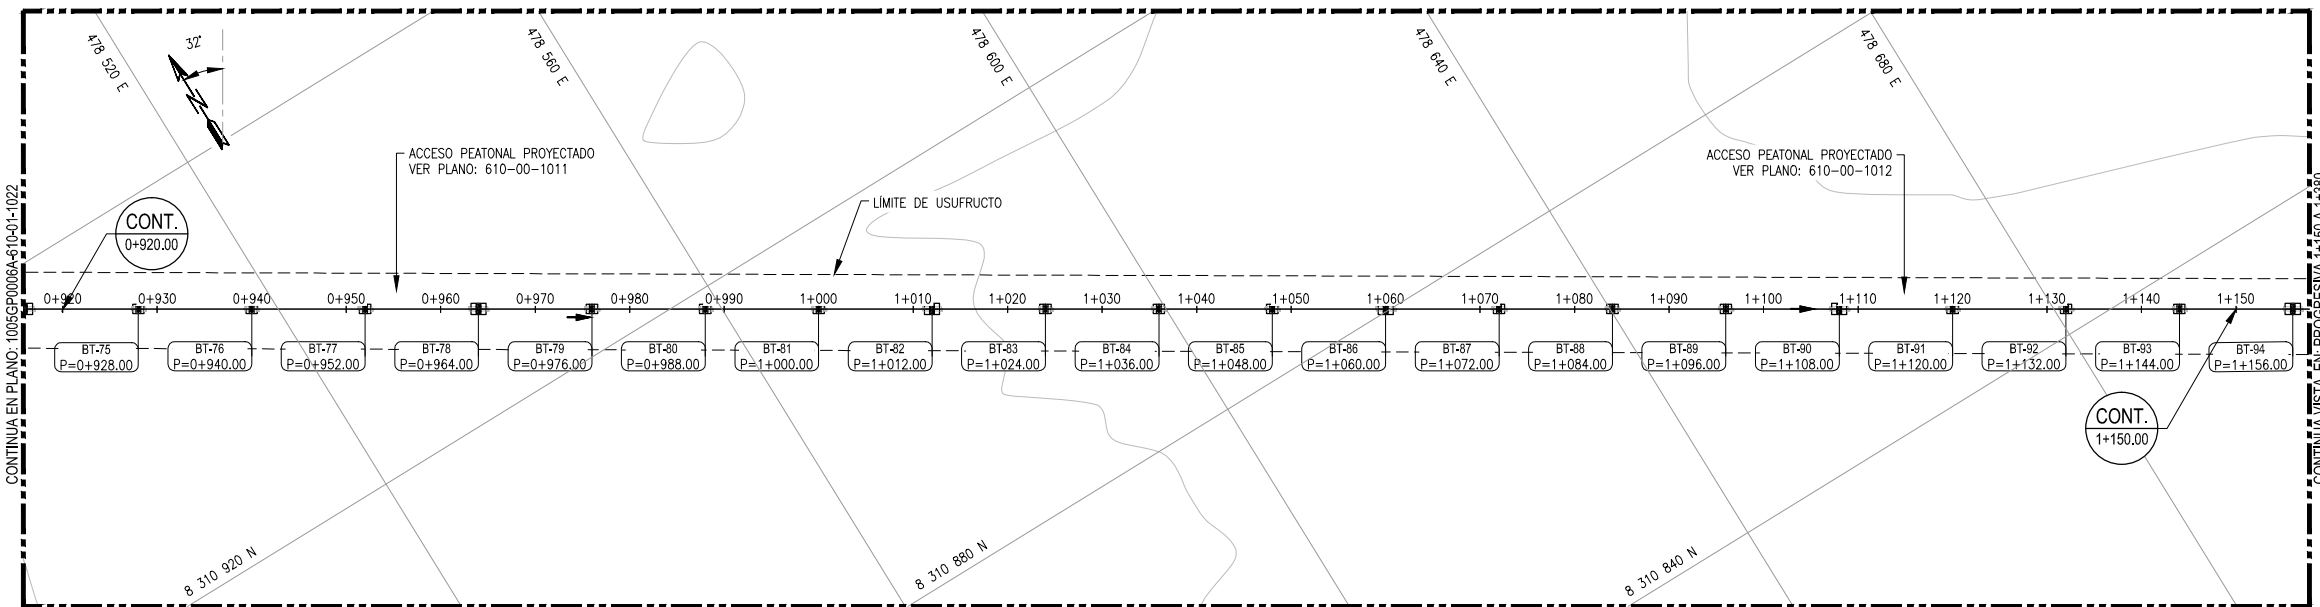 478 520 E
478 560 E
478 600 E
478 640 E
478 680 E
32°
ACCESO PEATONAL PROYECTADO
VER PLANO: 610-00-1011
ACCESO PEATONAL PROYECTADO
VER PLANO: 610-00-1012
LÍMITE DE USUFRUCTO
CONT.
0+920.00
CONTINUA EN PLANO: 1005GP0006A-610-01-1022
CONTINUA VISTA EN: PROGRESIVA 1+150 A 1+380
0+920
0+930
0+940
0+950
0+960
0+970
0+980
0+990
1+000
1+010
1+020
1+030
1+040
1+050
1+060
1+070
1+080
1+090
1+100
1+110
1+120
1+130
1+140
1+150
BT-75
P=0+928.00
BT-76
P=0+940.00
BT-77
P=0+952.00
BT-78
P=0+964.00
BT-79
P=0+976.00
BT-80
P=0+988.00
BT-81
P=1+000.00
BT-82
P=1+012.00
BT-83
P=1+024.00
BT-84
P=1+036.00
BT-85
P=1+048.00
BT-86
P=1+060.00
BT-87
P=1+072.00
BT-88
P=1+084.00
BT-89
P=1+096.00
BT-90
P=1+108.00
BT-91
P=1+120.00
BT-92
P=1+132.00
BT-93
P=1+144.00
BT-94
P=1+156.00
CONT.
1+150.00
8 310 920 N
8 310 880 N
8 310 840 N